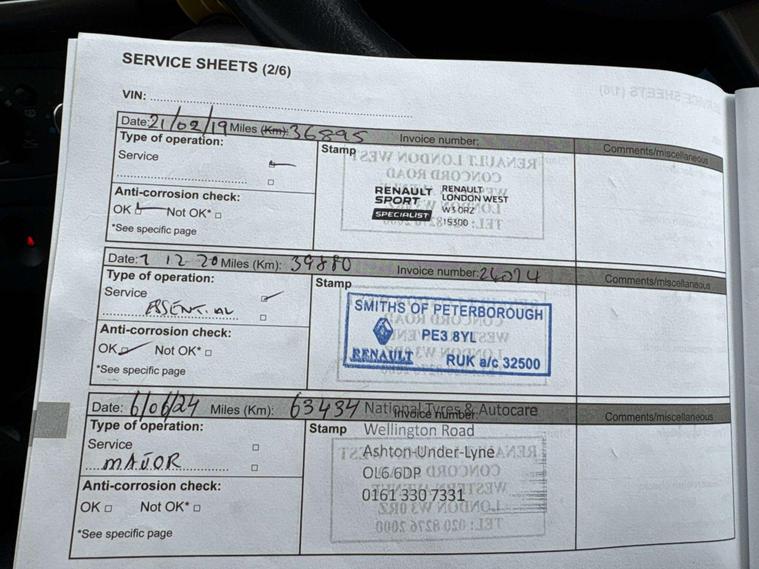 SERVICE SHEETS (2/6)
VIN:
Date: 21/02/19 Miles (Km): 36895 Invoice number: Comments/miscellaneous
Type of operation:
Service
Anti-corrosion check:
OK Not OK*
*See specific page
Stamp
RENAULT SPORT SPECIALIST
RENAULT
LONDON WEST
W3 0RZ
15300
Date: 7 12 20 Miles (Km): 39880 Invoice number: 26074 Comments/miscellaneous
Type of operation:
Service
ESSENTIAL
Anti-corrosion check:
OK Not OK*
*See specific page
Stamp
SMITHS OF PETERBOROUGH
PE3 8YL
RENAULT RUK a/c 32500
Date: 6/06/24 Miles (Km): 63434 Invoice number: Comments/miscellaneous
Type of operation:
Service
MAJOR
Anti-corrosion check:
OK Not OK*
*See specific page
Stamp
National Tyres & Autocare
Wellington Road
Ashton-Under-Lyne
OL6 6DP
0161 330 7331